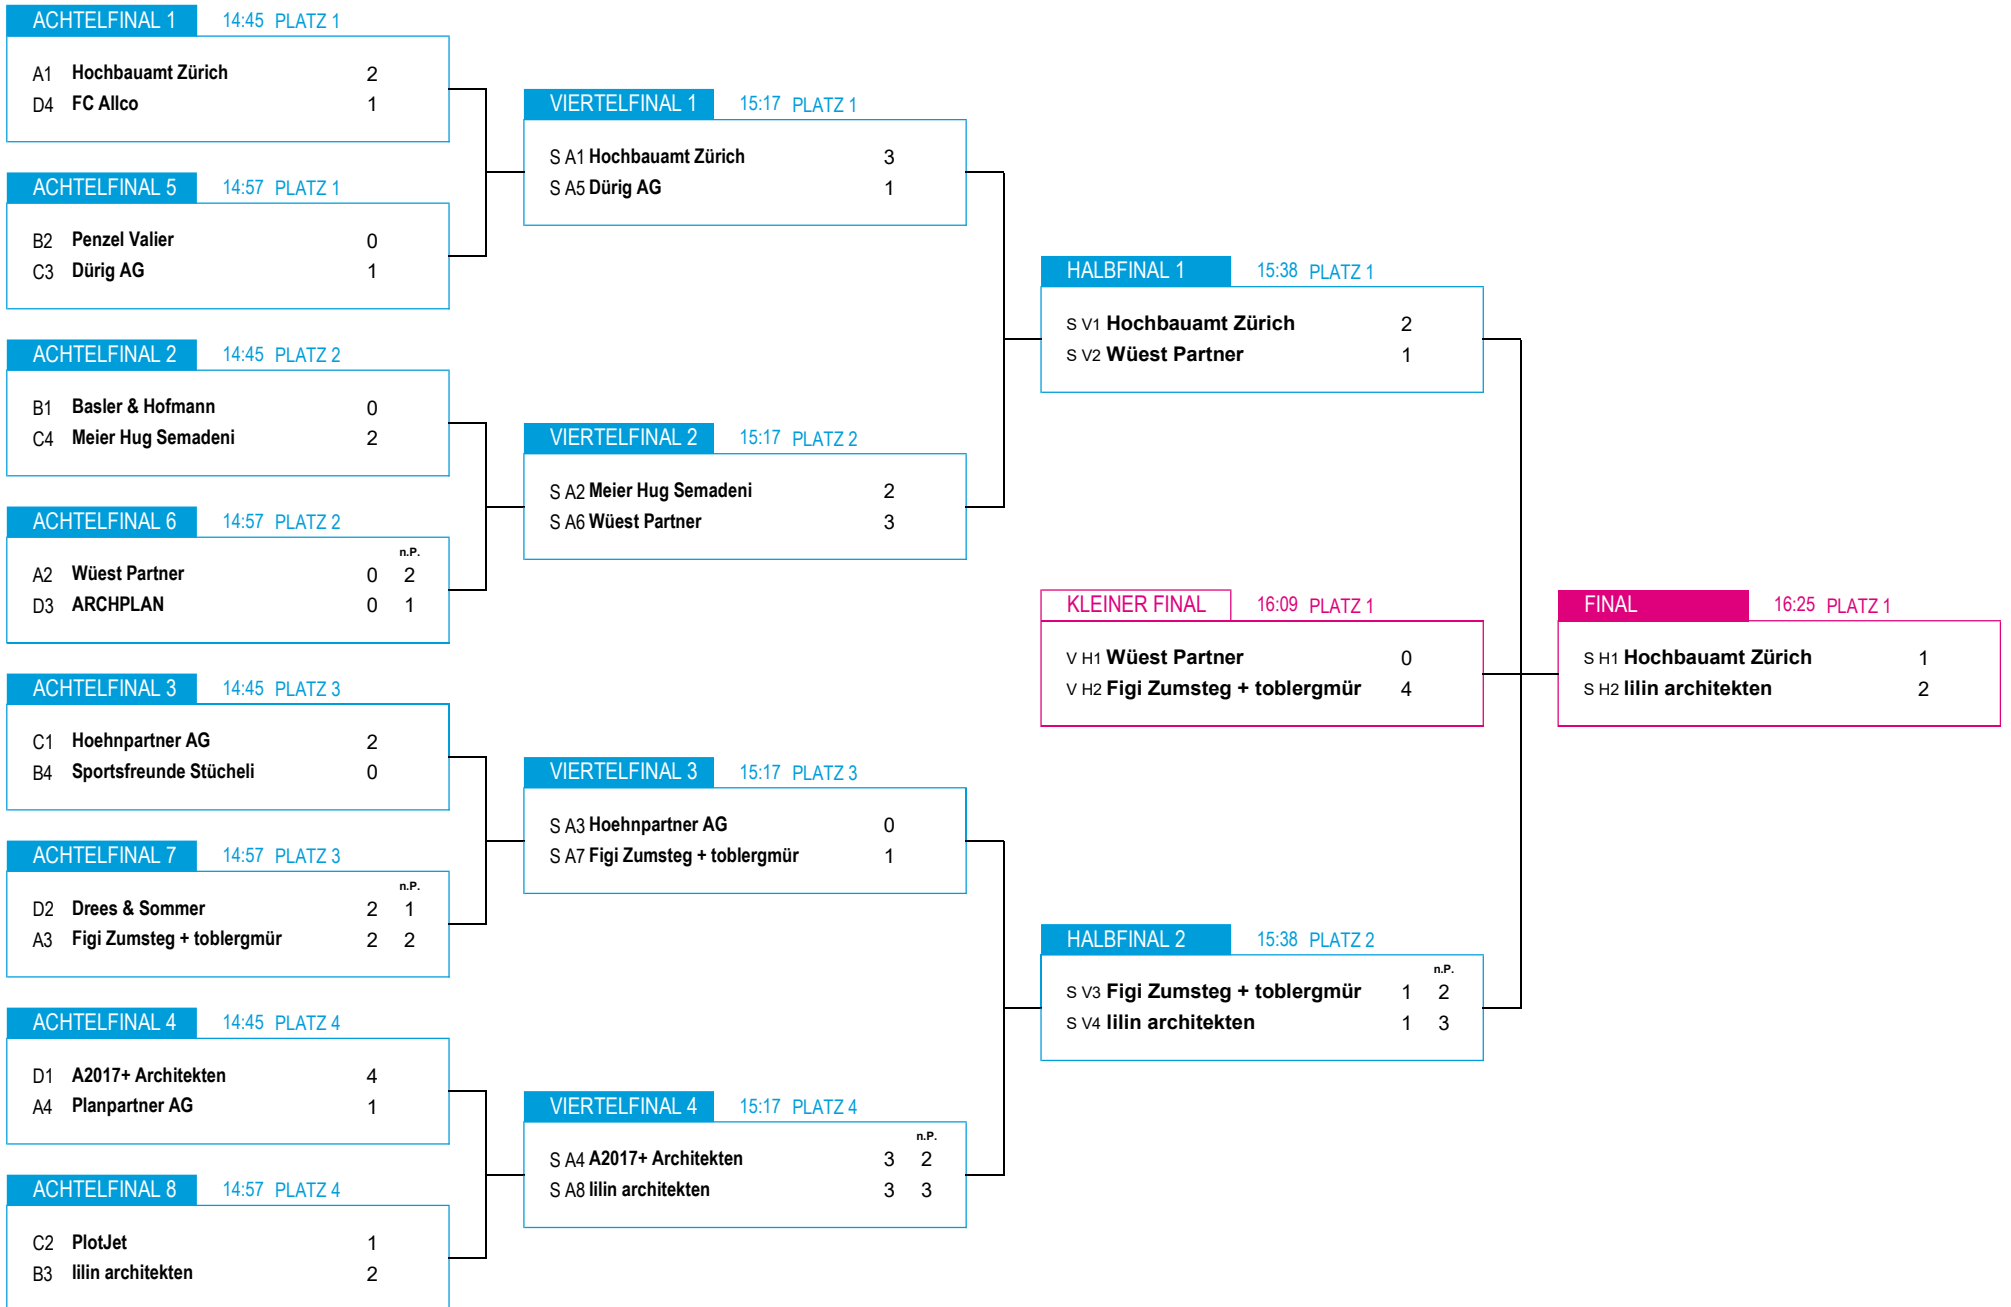 ACHTELFINAL 1 14:45 PLATZ 1
A1 Hochbauamt Zürich 2
D4 FC Allco 1
ACHTELFINAL 5 14:57 PLATZ 1
B2 Penzel Valier 0
C3 Dürig AG 1
ACHTELFINAL 2 14:45 PLATZ 2
B1 Basler & Hofmann 0
C4 Meier Hug Semadeni 2
ACHTELFINAL 6 14:57 PLATZ 2
n.P.
A2 Wüest Partner 0 2
D3 ARCHPLAN 0 1
ACHTELFINAL 3 14:45 PLATZ 3
C1 Hoehnpartner AG 2
B4 Sportsfreunde Stücheli 0
ACHTELFINAL 7 14:57 PLATZ 3
n.P.
D2 Drees & Sommer 2 1
A3 Figi Zumsteg + toblergmür 2 2
ACHTELFINAL 4 14:45 PLATZ 4
D1 A2017+ Architekten 4
A4 Planpartner AG 1
ACHTELFINAL 8 14:57 PLATZ 4
C2 PlotJet 1
B3 lilin architekten 2
VIERTELFINAL 1 15:17 PLATZ 1
S A1 Hochbauamt Zürich 3
S A5 Dürig AG 1
VIERTELFINAL 2 15:17 PLATZ 2
S A2 Meier Hug Semadeni 2
S A6 Wüest Partner 3
VIERTELFINAL 3 15:17 PLATZ 3
S A3 Hoehnpartner AG 0
S A7 Figi Zumsteg + toblergmür 1
VIERTELFINAL 4 15:17 PLATZ 4
n.P.
S A4 A2017+ Architekten 3 2
S A8 lilin architekten 3 3
HALBFINAL 1 15:38 PLATZ 1
S V1 Hochbauamt Zürich 2
S V2 Wüest Partner 1
KLEINER FINAL 16:09 PLATZ 1
V H1 Wüest Partner 0
V H2 Figi Zumsteg + toblergmür 4
HALBFINAL 2 15:38 PLATZ 2
n.P.
S V3 Figi Zumsteg + toblergmür 1 2
S V4 lilin architekten 1 3
FINAL 16:25 PLATZ 1
S H1 Hochbauamt Zürich 1
S H2 lilin architekten 2